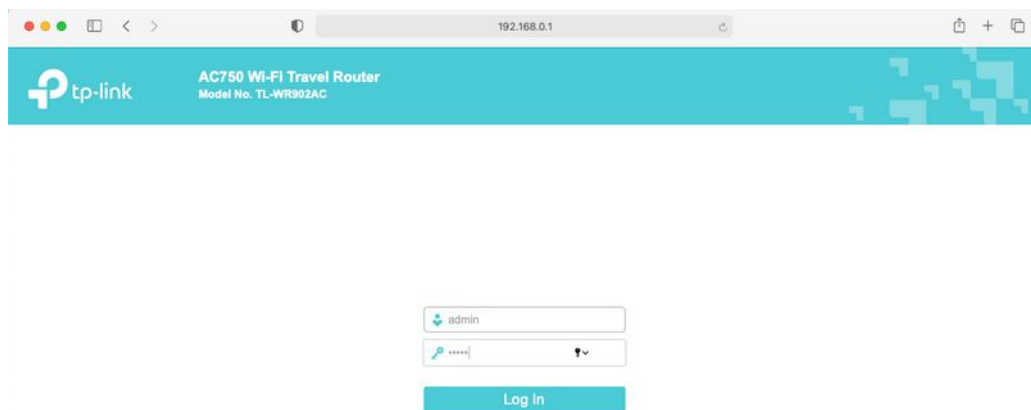 192.168.0.1
tp-link
AC750 Wi-Fi Travel Router
Model No. TL-WR902AC
admin
•••••
Log in